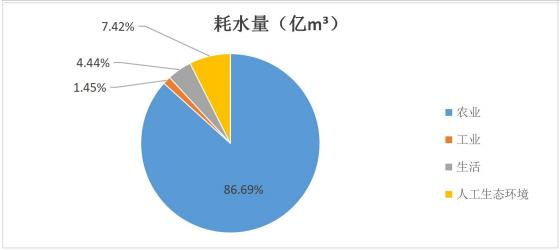 耗水量（亿m³）
7.42%
4.44%
1.45%
86.69%
农业
工业
生活
人工生态环境